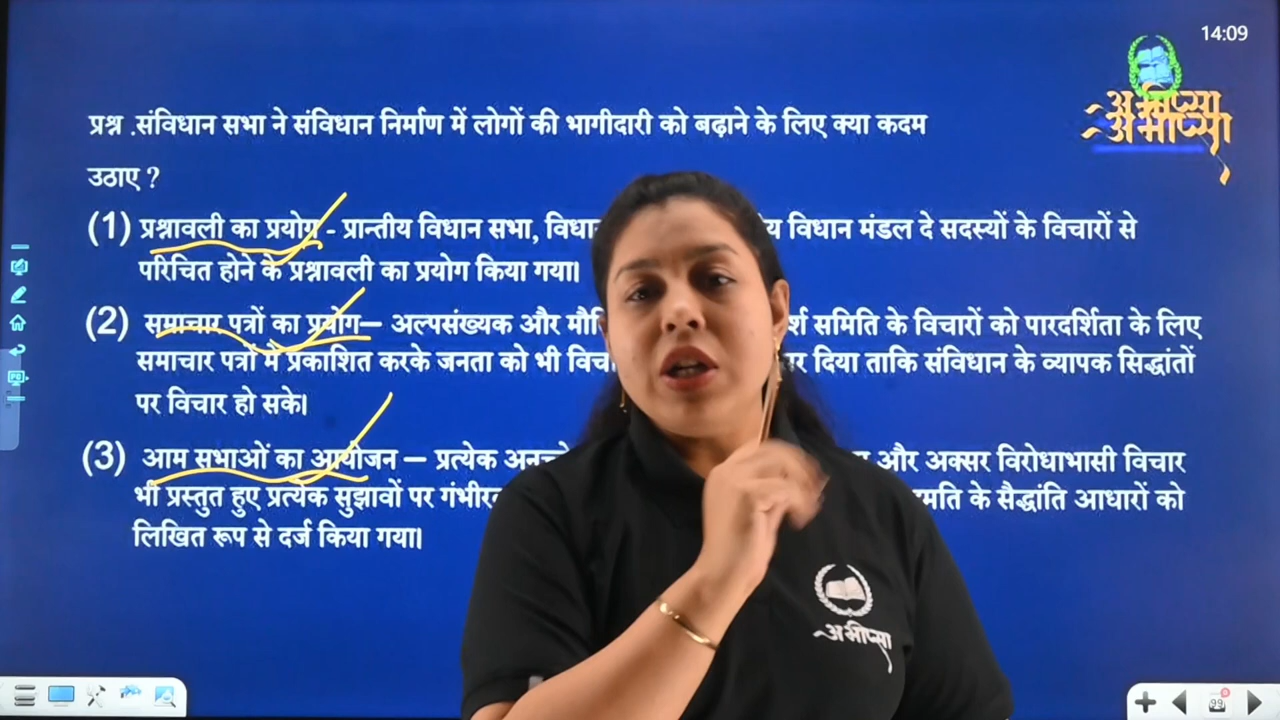 14:09
अभीप्सा
प्रश्न .संविधान सभा ने संविधान निर्माण में लोगों की भागीदारी को बढ़ाने के लिए क्या कदम
उठाए ?
(1) प्रश्नावली का प्रयोग - प्रान्तीय विधान सभा, विधान मंडल दे सदस्यों के विचारों से
परिचित होने के प्रश्नावली का प्रयोग किया गया।
(2) समाचार पत्रों का प्रयोग– अल्पसंख्यक और समिति के विचारों को पारदर्शिता के लिए
समाचार पत्रों में प्रकाशित करके जनता को भी दिया ताकि संविधान के व्यापक सिद्धांतों
पर विचार हो सके।
(3) आम सभाओं का आयोजन – प्रत्येक और अक्सर विरोधाभासी विचार
भी प्रस्तुत हुए प्रत्येक सुझावों पर के सैद्धांति आधारों को
लिखित रूप से दर्ज किया गया।
अभीप्सा
99